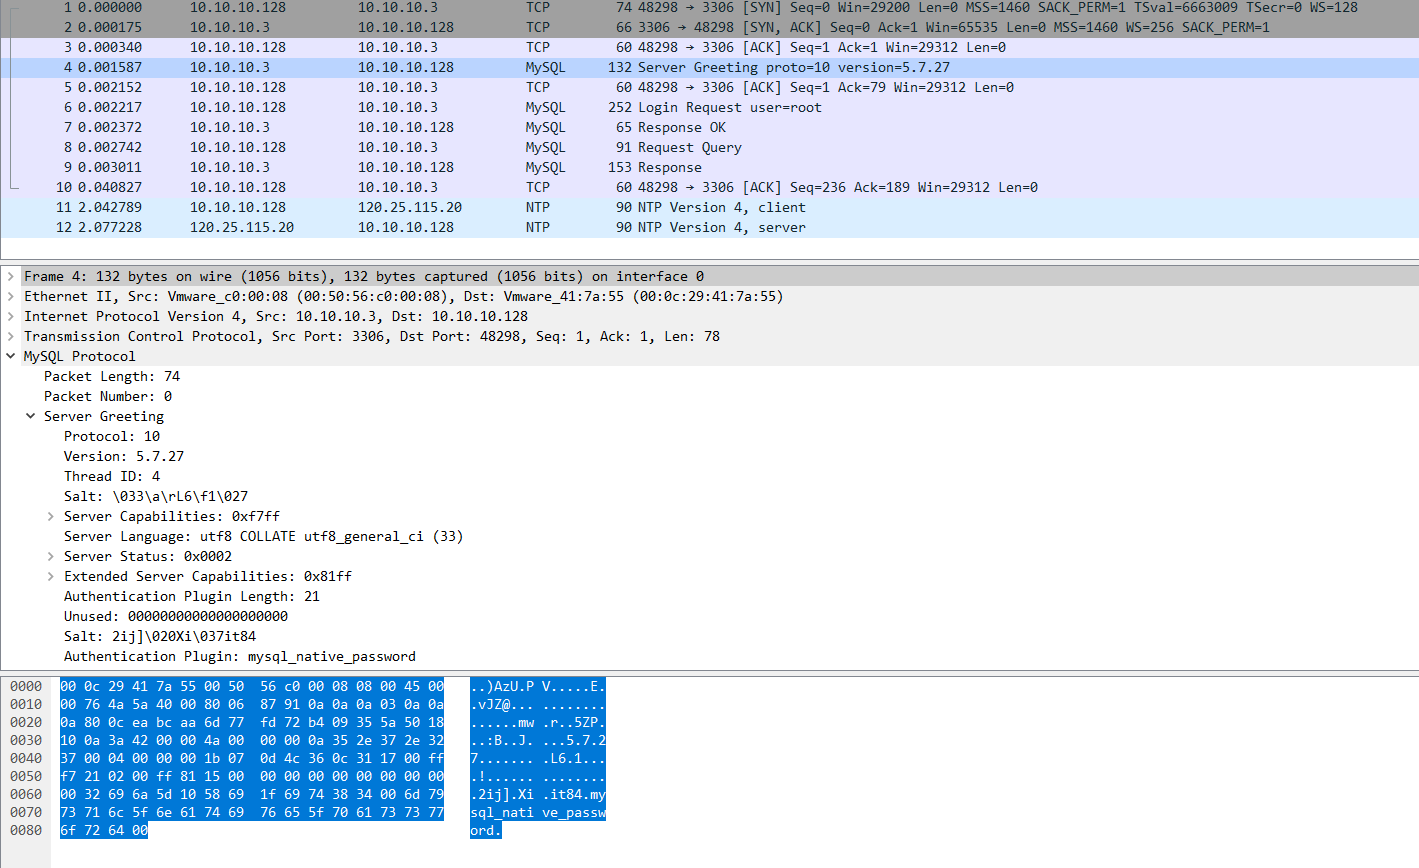 1 0.000000 10.10.10.128 10.10.10.3 TCP 74 48298 → 3306 [SYN] Seq=0 Win=29200 Len=0 MSS=1460 SACK_PERM=1 TSval=6663009 TSecr=0 WS=128
2 0.000175 10.10.10.3 10.10.10.128 TCP 66 3306 → 48298 [SYN, ACK] Seq=0 Ack=1 Win=65535 Len=0 MSS=1460 WS=256 SACK_PERM=1
3 0.000340 10.10.10.128 10.10.10.3 TCP 60 48298 → 3306 [ACK] Seq=1 Ack=1 Win=29312 Len=0
4 0.001587 10.10.10.3 10.10.10.128 MySQL 132 Server Greeting proto=10 version=5.7.27
5 0.002152 10.10.10.128 10.10.10.3 TCP 60 48298 → 3306 [ACK] Seq=1 Ack=79 Win=29312 Len=0
6 0.002217 10.10.10.128 10.10.10.3 MySQL 252 Login Request user=root
7 0.002372 10.10.10.3 10.10.10.128 MySQL 65 Response OK
8 0.002742 10.10.10.128 10.10.10.3 MySQL 91 Request Query
9 0.003011 10.10.10.3 10.10.10.128 MySQL 153 Response
10 0.040827 10.10.10.128 10.10.10.3 TCP 60 48298 → 3306 [ACK] Seq=236 Ack=189 Win=29312 Len=0
11 2.042789 10.10.10.128 120.25.115.20 NTP 90 NTP Version 4, client
12 2.077228 120.25.115.20 10.10.10.128 NTP 90 NTP Version 4, server
Frame 4: 132 bytes on wire (1056 bits), 132 bytes captured (1056 bits) on interface 0
Ethernet II, Src: Vmware_c0:00:08 (00:50:56:c0:00:08), Dst: Vmware_41:7a:55 (00:0c:29:41:7a:55)
Internet Protocol Version 4, Src: 10.10.10.3, Dst: 10.10.10.128
Transmission Control Protocol, Src Port: 3306, Dst Port: 48298, Seq: 1, Ack: 1, Len: 78
MySQL Protocol
Packet Length: 74
Packet Number: 0
Server Greeting
Protocol: 10
Version: 5.7.27
Thread ID: 4
Salt: \033\a\rL6\f1\027
Server Capabilities: 0xf7ff
Server Language: utf8 COLLATE utf8_general_ci (33)
Server Status: 0x0002
Extended Server Capabilities: 0x81ff
Authentication Plugin Length: 21
Unused: 00000000000000000000
Salt: 2ij]\020Xi\037it84
Authentication Plugin: mysql_native_password
0000 00 0c 29 41 7a 55 00 50 56 c0 00 08 08 00 45 00 ..)AzU.P V.....E.
0010 00 76 4a 5a 40 00 80 06 87 91 0a 0a 0a 03 0a 0a .vJZ@... ........
0020 0a 80 0c ea bc aa 6d 77 fd 72 b4 09 35 5a 50 18 ......mw .r..5ZP.
0030 10 0a 3a 42 00 00 4a 00 00 00 0a 35 2e 37 2e 32 ..:B..J. ...5.7.2
0040 37 00 04 00 00 00 1b 07 0d 4c 36 0c 31 17 00 ff 7....... .L6.1...
0050 f7 21 02 00 ff 81 15 00 00 00 00 00 00 00 00 00 .!...... ........
0060 00 32 69 6a 5d 10 58 69 1f 69 74 38 34 00 6d 79 .2ij].Xi .it84.my
0070 73 71 6c 5f 6e 61 74 69 76 65 5f 70 61 73 73 77 sql_nati ve_passw
0080 6f 72 64 00 ord.